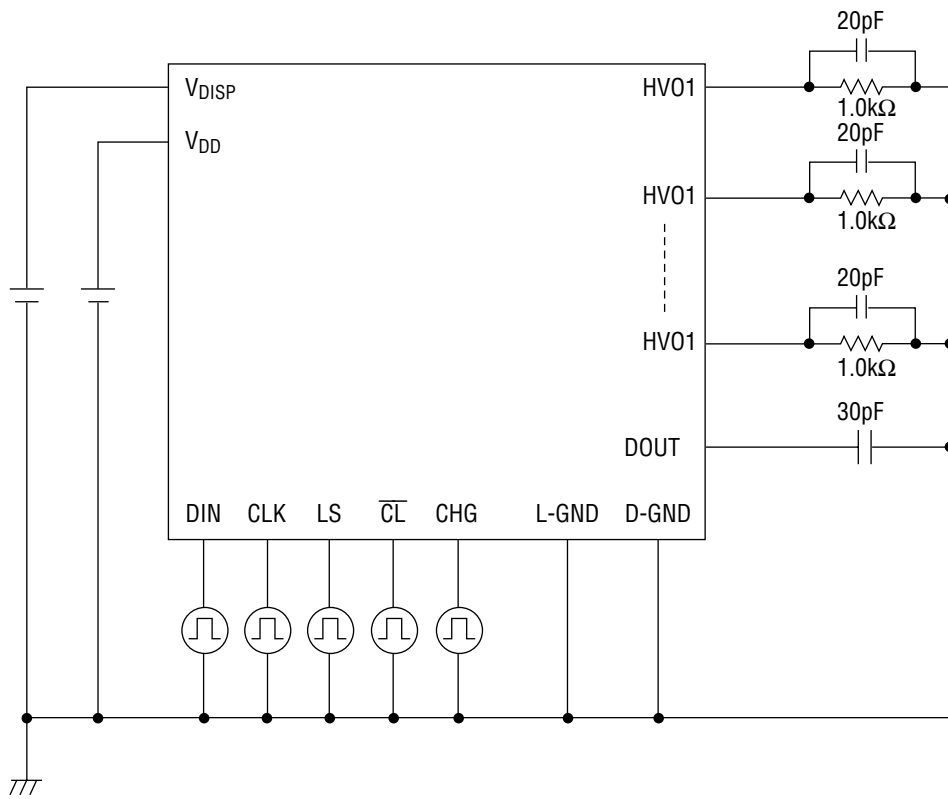 20pF
VDISP
HVO1
1.0kΩ
20pF
VDD
HVO1
1.0kΩ
20pF
HVO1
1.0kΩ
30pF
DOUT
DIN CLK LS CL CHG L-GND D-GND